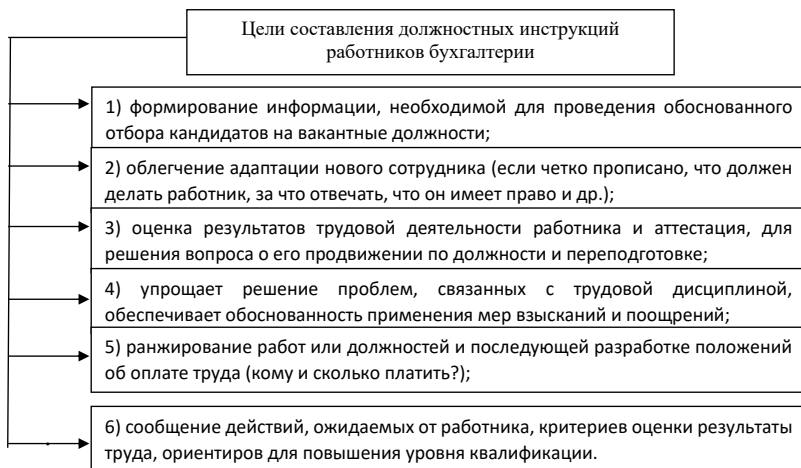 Цели составления должностных инструкций
работников бухгалтерии
1) формирование информации, необходимой для проведения обоснованного
отбора кандидатов на вакантные должности;
2) облегчение адаптации нового сотрудника (если четко прописано, что должен
делать работник, за что отвечать, что он имеет право и др.);
3) оценка результатов трудовой деятельности работника и аттестация, для
решения вопроса о его продвижении по должности и переподготовке;
4) упрощает решение проблем, связанных с трудовой дисциплиной,
обеспечивает обоснованность применения мер взысканий и поощрений;
5) ранжирование работ или должностей и последующей разработке положений
об оплате труда (кому и сколько платить?);
6) сообщение действий, ожидаемых от работника, критериев оценки результаты
труда, ориентиров для повышения уровня квалификации.